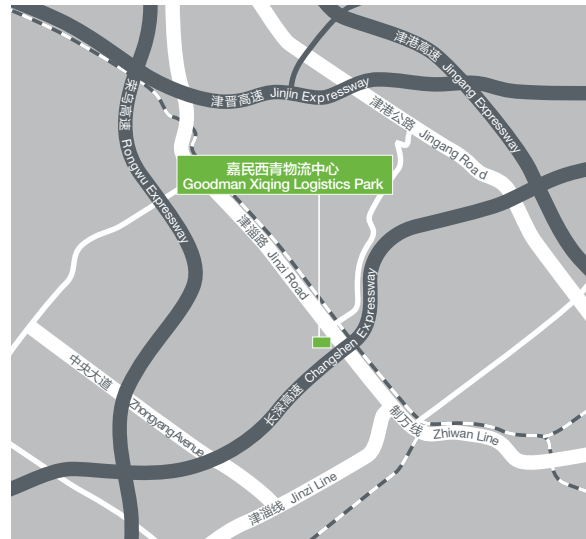 津港高速 Jingang Expressway
荣乌高速 Rongwu Expressway
津晋高速 Jinjin Expressway
津港公路 Jingang Road
嘉民西青物流中心
Goodman Xiqing Logistics Park
津淄路 Jinzi Road
长深高速 Changshen Expressway
中央大道 Zhongyang Avenue
制万线 Zhiwan Line
津淄线 Jinzi Line